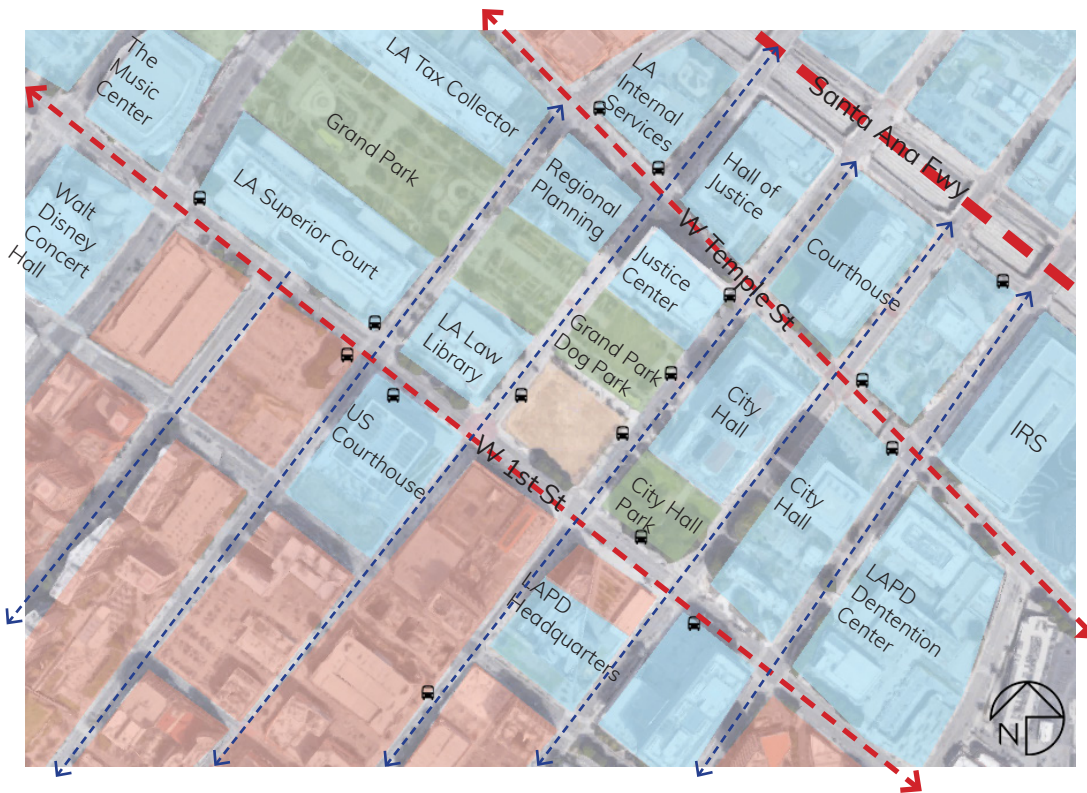 The
Music
Center
LA Tax Collector
LA
Internal
Services
Santa Ana Fwy
Grand Park
Regional
Planning
Hall of
Justice
Walt
Disney
Concert
Hall
LA Superior Court
W Temple St
Justice
Center
Courthouse
LA Law
Library
Grand Park
Dog Park
City
Hall
IRS
US
Courthouse
W 1st St
City Hall
Park
City
Hall
LAPD
Headquarters
LAPD
Dentention
Center
N